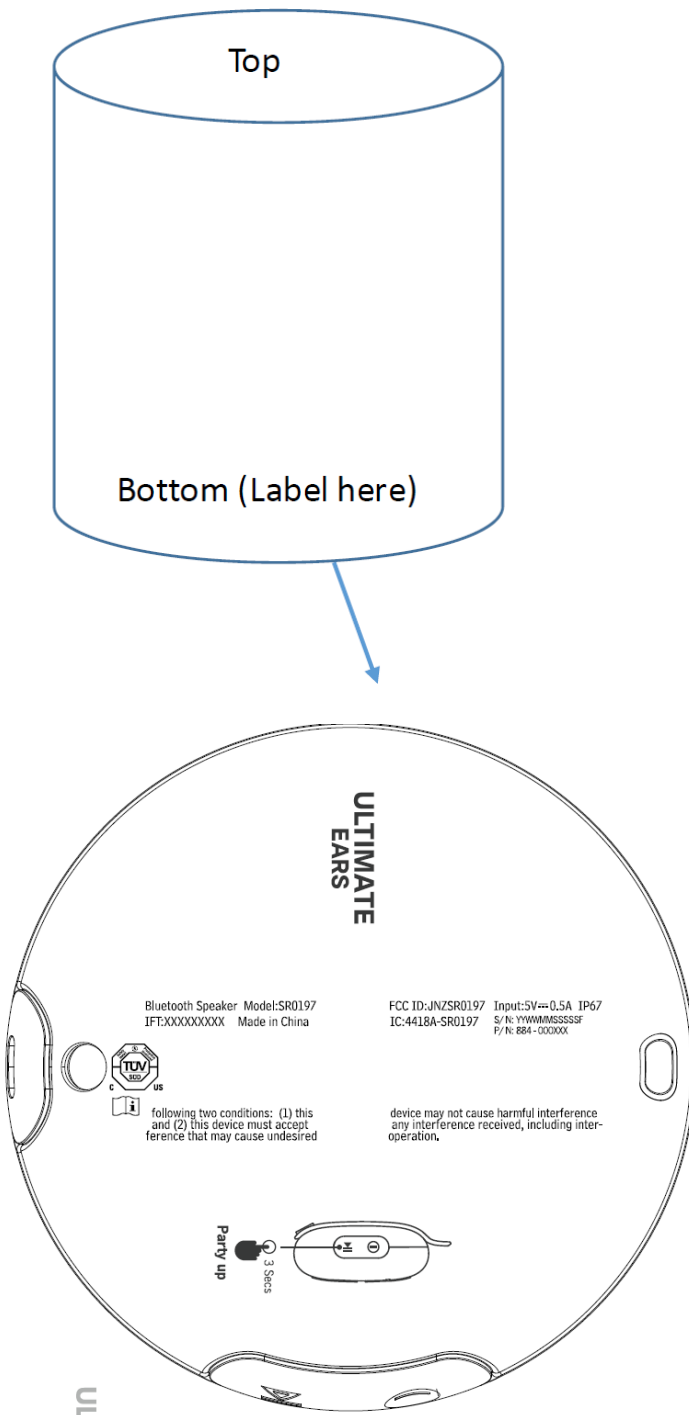 Top
Bottom (Label here)
ULTIMATE
EARS
Bluetooth Speaker Model:SR0197
IFT:XXXXXXXXX Made in China
FCC ID:JNZSR0197 Input:5V⎓0.5A IP67
IC:4418A-SR0197 S/N: YYWWMMSSSSSF
P/N: 884-000XXX
TÜV
SÜD
C US
i
following two conditions: (1) this
and (2) this device must accept
ference that may cause undesired
device may not cause harmful interference
any interference received, including inter-
operation.
Party up
3 Secs